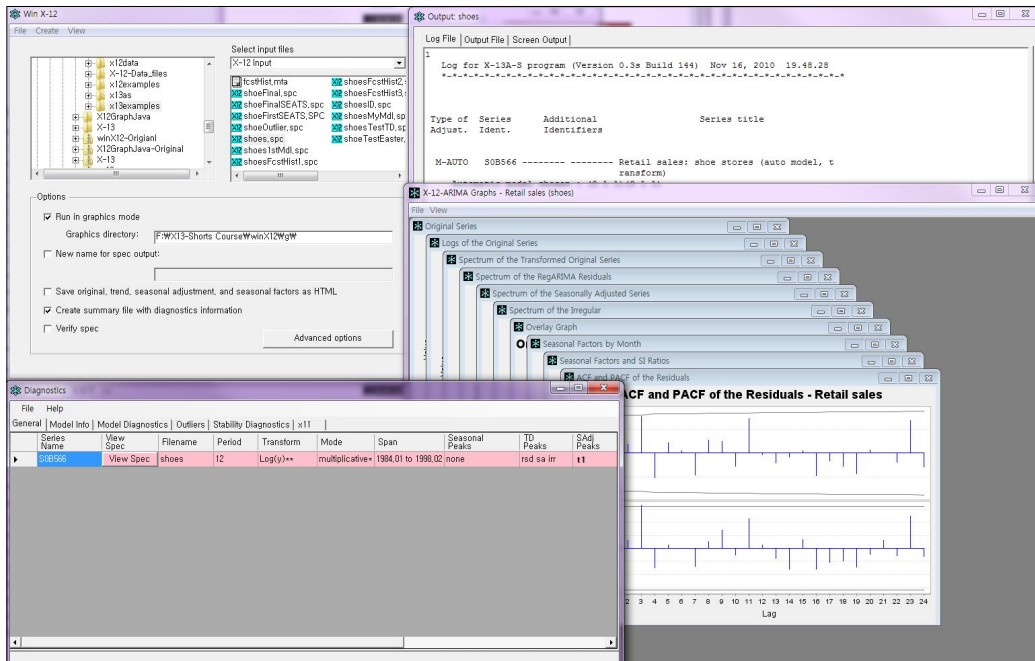 Win X-12
File Create View
x12data
X-12-Data_files
x12examples
x13as
x13examples
X12GraphJava
X-13
winX12-Origianl
X12GraphJava-Original
X-13
Select input files
X-12 Input
fcstHist,mta
shoeFinal,spc
shoeFinalSEATS,spc
shoeFirstSEATS,SPC
shoeOutlier,spc
shoes,spc
shoes1stMdl,spc
shoesFcstHist1,spc
shoesFcstHist2,
shoesFcstHist3,
shoesID,spc
shoesMyMdl,sp
shoesTestTD,sp
shoeTestEaster,
Options
Run in graphics mode
Graphics directory: F:₩X13-Shorts Course₩winX12₩g₩
New name for spec output:
Save original, trend, seasonal adjustment, and seasonal factors as HTML
Create summary file with diagnostics information
Verify spec
Advanced options
Output: shoes
Log File Output File Screen Output
1
Log for X-13A-S program (Version 0.3s Build 144) Nov 16, 2010 19.48.28
*-*-*-*-*-*-*-*-*-*-*-*-*-*-*-*-*-*-*-*-*-*-*-*-*-*-*-*-*-*-*-*-*-*-*
Type of Series Additional Series title
Adjust. Ident. Identifiers
M-AUTO S0B566 -------- -------- Retail sales: shoe stores (auto model, t
ransform)
X-12-ARIMA Graphs - Retail sales (shoes)
File View
Original Series
Logs of the Original Series
Spectrum of the Transformed Original Series
Spectrum of the RegARIMA Residuals
Spectrum of the Seasonally Adjusted Series
Spectrum of the Irregular
Overlay Graph
Seasonal Factors by Month
Seasonal Factors and SI Ratios
ACF and PACF of the Residuals
ACF and PACF of the Residuals - Retail sales
2 3 4 5 6 7 8 9 10 11 12 13 14 15 16 17 18 19 20 21 22 23 24
Lag
Diagnostics
File Help
General Model Info Model Diagnostics Outliers Stability Diagnostics x11
Series Name View Spec Filename Period Transform Mode Span Seasonal Peaks TD Peaks SAdj Peaks
S0B566 View Spec shoes 12 Log(y)** multiplicative* 1984,01 to 1998,02 none rsd sa irr t1